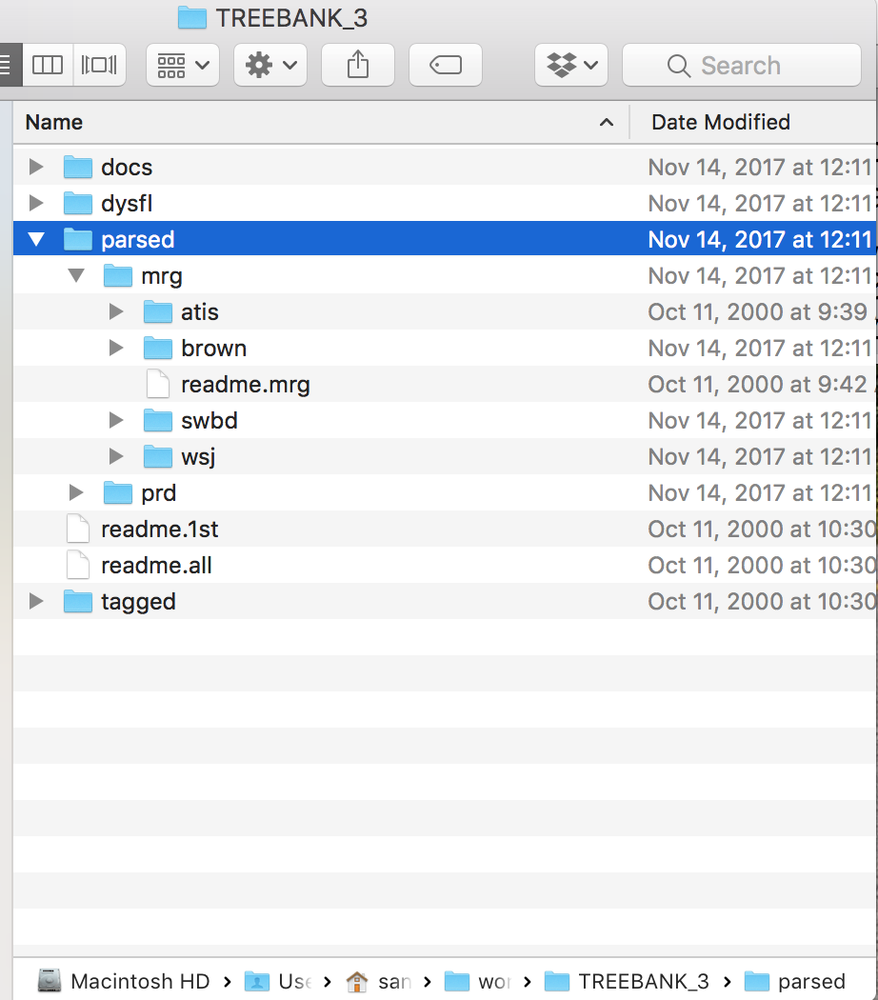 TREEBANK_3
Search
Name Date Modified
docs Nov 14, 2017 at 12:11
dysfl Nov 14, 2017 at 12:11
parsed Nov 14, 2017 at 12:11
mrg Nov 14, 2017 at 12:11
atis Oct 11, 2000 at 9:39
brown Nov 14, 2017 at 12:11
readme.mrg Oct 11, 2000 at 9:42
swbd Nov 14, 2017 at 12:11
wsj Nov 14, 2017 at 12:11
prd Nov 14, 2017 at 12:11
readme.1st Oct 11, 2000 at 10:30
readme.all Oct 11, 2000 at 10:30
tagged Oct 11, 2000 at 10:30
Macintosh HD › Use › san › wor › TREEBANK_3 › parsed